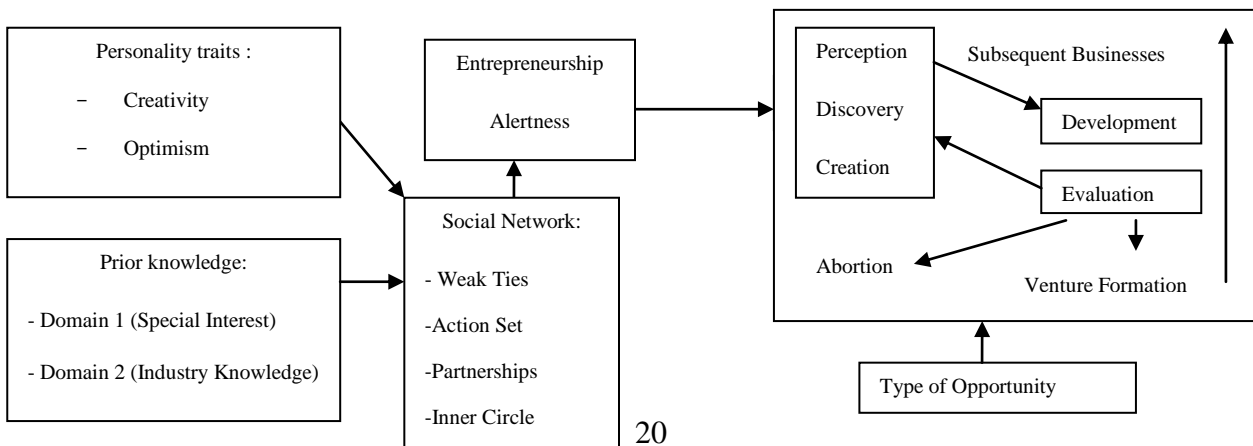 Personality traits :
- Creativity
- Optimism
Prior knowledge:
- Domain 1 (Special Interest)
- Domain 2 (Industry Knowledge)
Entrepreneurship
Alertness
Social Network:
- Weak Ties
-Action Set
-Partnerships
-Inner Circle
20
Perception
Discovery
Creation
Subsequent Businesses
Development
Evaluation
Abortion
Venture Formation
Type of Opportunity